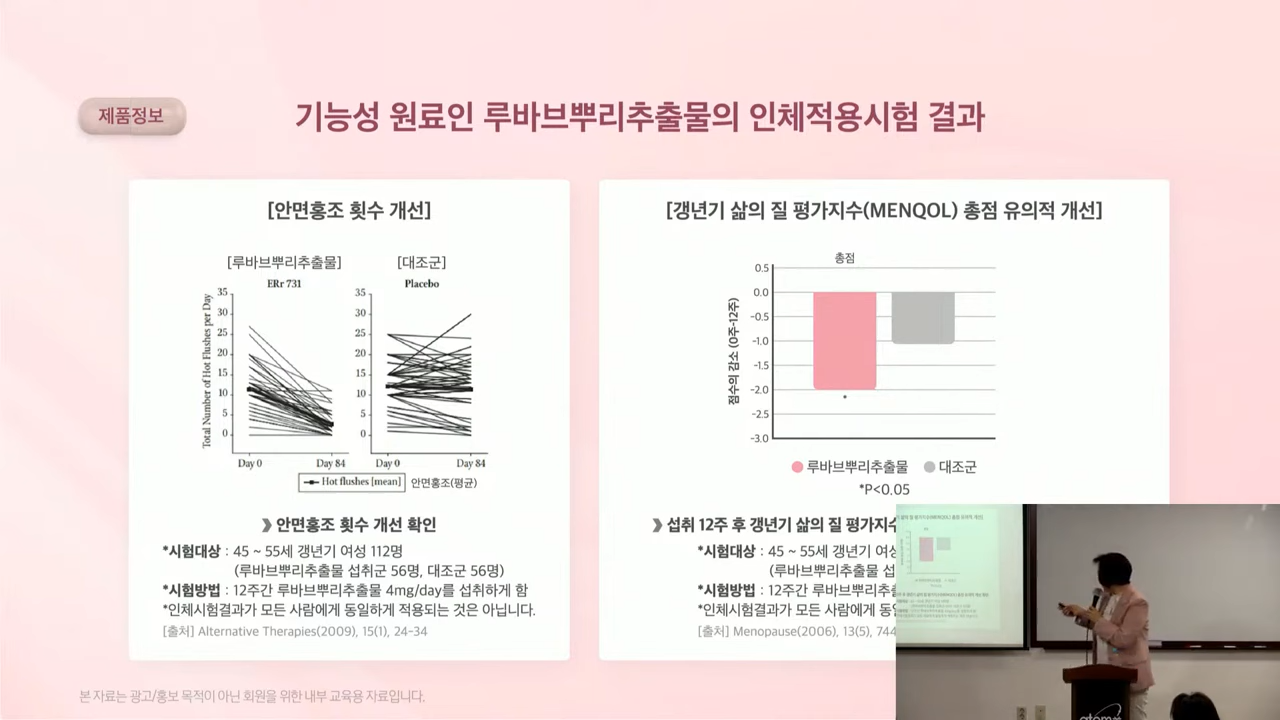 제품정보
기능성 원료인 루바브뿌리추출물의 인체적용시험 결과
[안면홍조 횟수 개선]
[루바브뿌리추출물]
[대조군]
ERr 731
Placebo
Total Number of Hot Flushes per Day
35
30
25
20
15
10
5
0
Day 0
Day 84
35
30
25
20
15
10
5
0
Day 0
Day 84
Hot flushes [mean]
안면홍조(평균)
》 안면홍조 횟수 개선 확인
*시험대상 : 45 ~ 55세 갱년기 여성 112명
(루바브뿌리추출물 섭취군 56명, 대조군 56명)
*시험방법 : 12주간 루바브뿌리추출물 4mg/day를 섭취하게 함
*인체시험결과가 모든 사람에게 동일하게 적용되는 것은 아닙니다.
[출처] Alternative Therapies(2009), 15(1), 24–34
[갱년기 삶의 질 평가지수(MENQOL) 총점 유의적 개선]
총점
점수의 감소 (0주-12주)
0.5
0.0
-0.5
-1.0
-1.5
-2.0
-2.5
-3.0
*
루바브뿌리추출물
대조군
*P<0.05
》 섭취 12주 후 갱년기 삶의 질 평가지수
*시험대상 : 45 ~ 55세 갱년기
(루바브뿌리추출물
*시험방법 : 12주간
*인체시험결과가 모든 사람에게
[출처] Menopause(2006), 13(5), 744
본 자료는 광고/홍보 목적이 아닌 회원을 위한 내부 교육용 자료입니다.